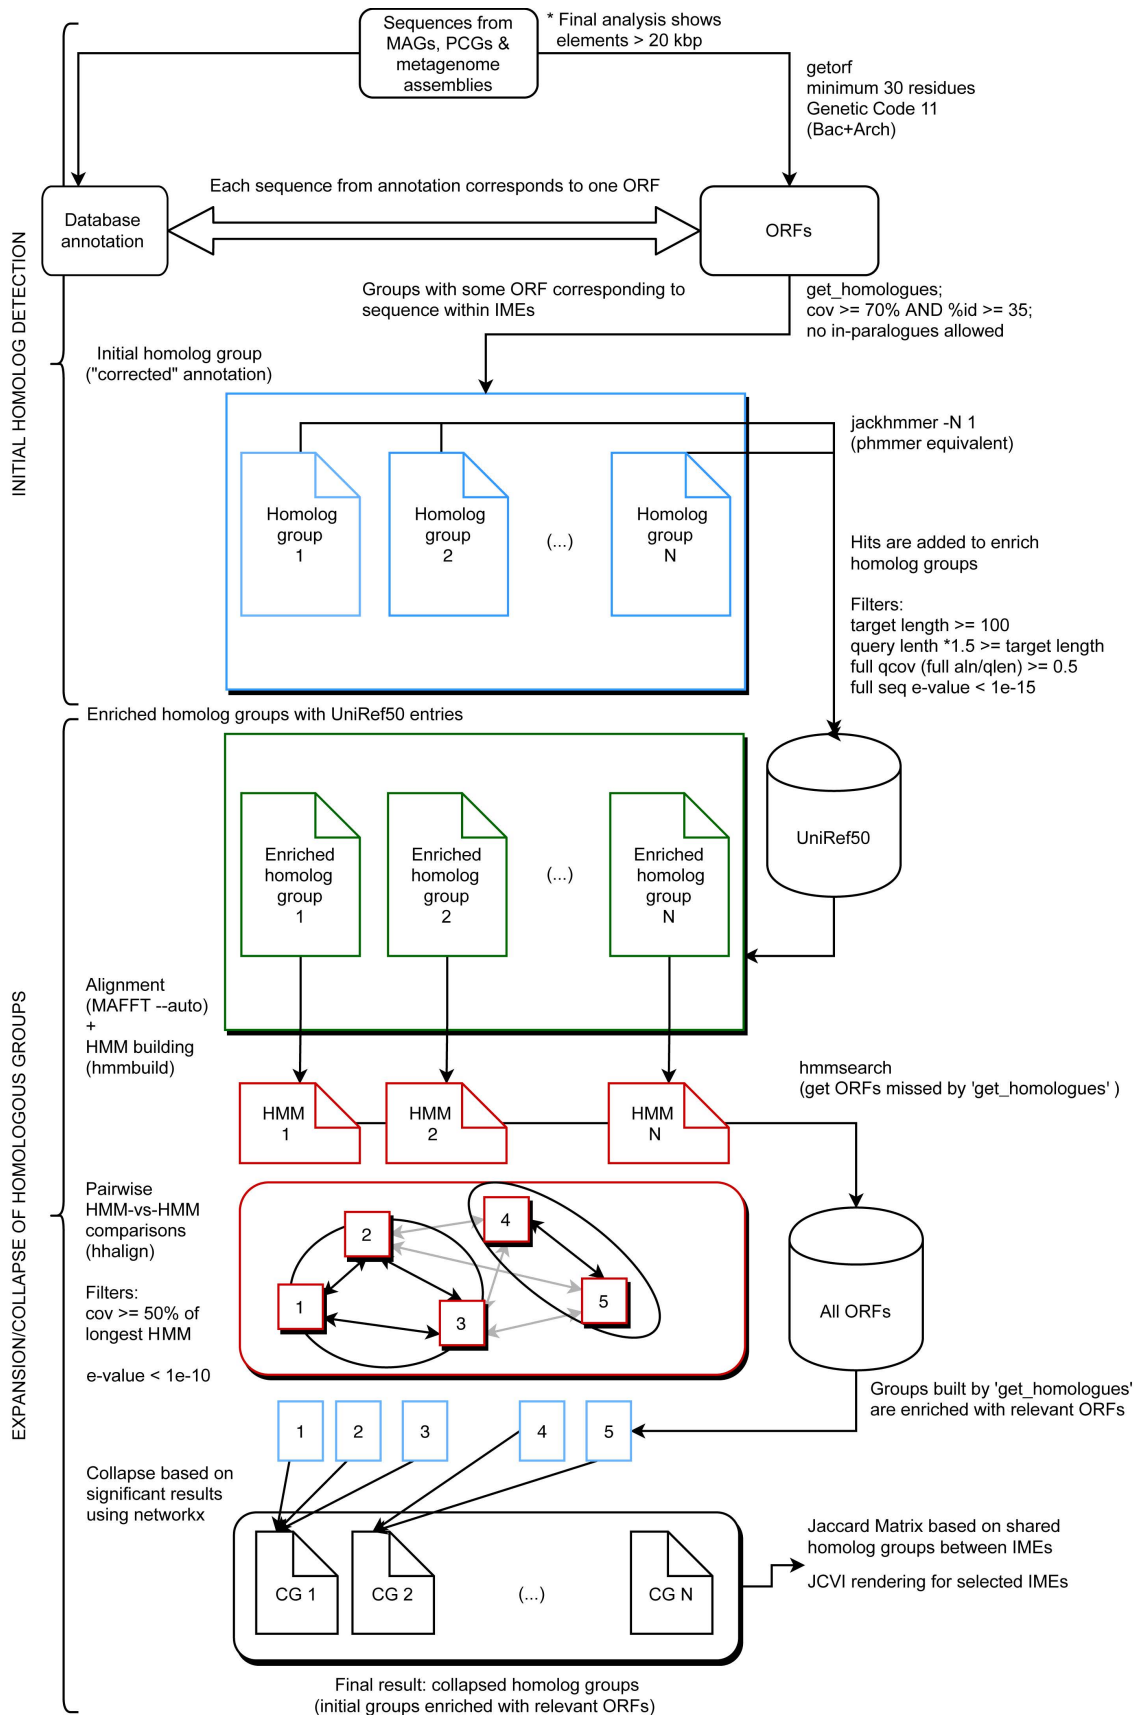 Sequences from
MAGs, PCGs &
metagenome
assemblies
* Final analysis shows
elements > 20 kbp
getorf
minimum 30 residues
Genetic Code 11
(Bac+Arch)
Each sequence from annotation corresponds to one ORF
Database
annotation
ORFs
INITIAL HOMOLOG DETECTION
Groups with some ORF corresponding to
sequence within IMEs
get_homologues;
cov >= 70% AND %id >= 35;
no in-paralogues allowed
Initial homolog group
("corrected" annotation)
jackhmmer -N 1
(phmmer equivalent)
Homolog
group
1
Homolog
group
2
(...)
Homolog
group
N
Hits are added to enrich
homolog groups
Filters:
target length >= 100
query lenth *1.5 >= target length
full qcov (full aln/qlen) >= 0.5
full seq e-value < 1e-15
Enriched homolog groups with UniRef50 entries
Enriched
homolog
group
1
Enriched
homolog
group
2
(...)
Enriched
homolog
group
N
UniRef50
EXPANSION/COLLAPSE OF HOMOLOGOUS GROUPS
Alignment
(MAFFT --auto)
+
HMM building
(hmmbuild)
hmmsearch
(get ORFs missed by 'get_homologues' )
HMM
1
HMM
2
HMM
N
Pairwise
HMM-vs-HMM
comparisons
(hhalign)
Filters:
cov >= 50% of
longest HMM
e-value < 1e-10
2
4
1
3
5
All ORFs
Groups built by 'get_homologues'
are enriched with relevant ORFs
1
2
3
4
5
Collapse based on
significant results
using networkx
CG 1
CG 2
(...)
CG N
Jaccard Matrix based on shared
homolog groups between IMEs
JCVI rendering for selected IMEs
Final result: collapsed homolog groups
(initial groups enriched with relevant ORFs)